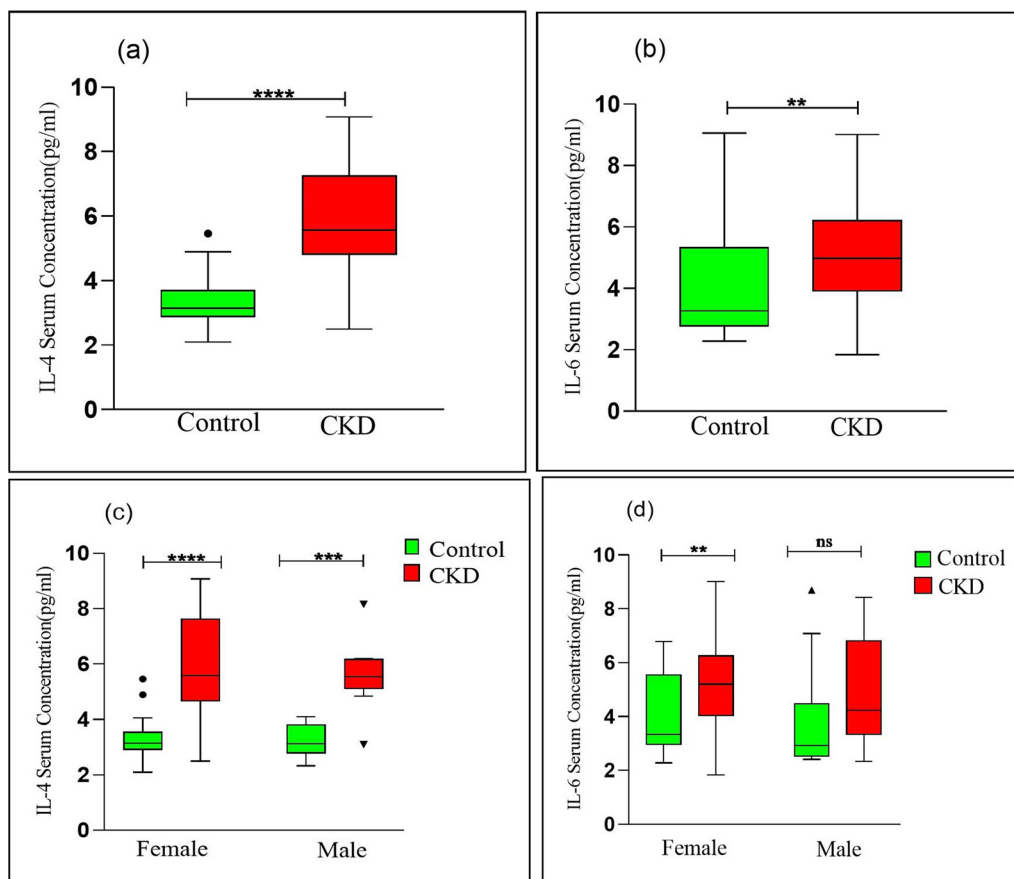 (a)
IL-4 Serum Concentration(pg/ml)
10
8
6
4
2
0
****
Control
CKD
(b)
IL-6 Serum Concentration(pg/ml)
10
8
6
4
2
0
**
Control
CKD
(c)
IL-4 Serum Concentration(pg/ml)
10
8
6
4
2
0
****
***
Control
CKD
Female
Male
(d)
IL-6 Serum Concentration(pg/ml)
10
8
6
4
2
0
**
ns
Control
CKD
Female
Male